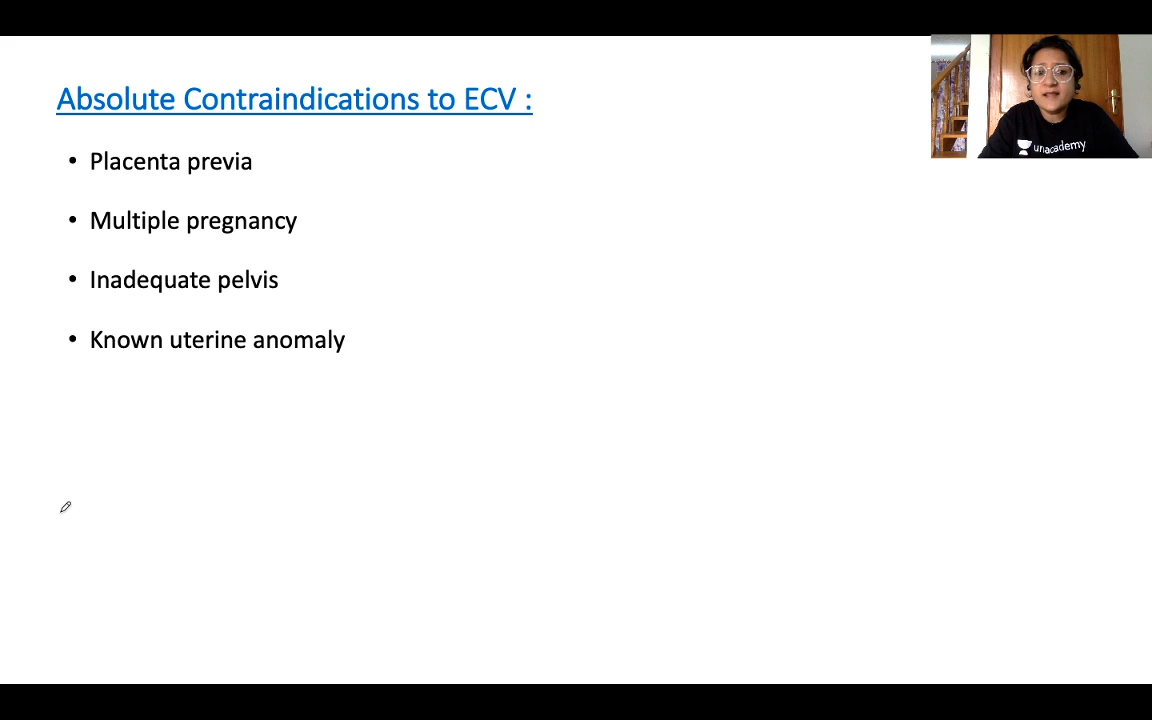 Absolute Contraindications to ECV :
• Placenta previa
• Multiple pregnancy
• Inadequate pelvis
• Known uterine anomaly
unacademy